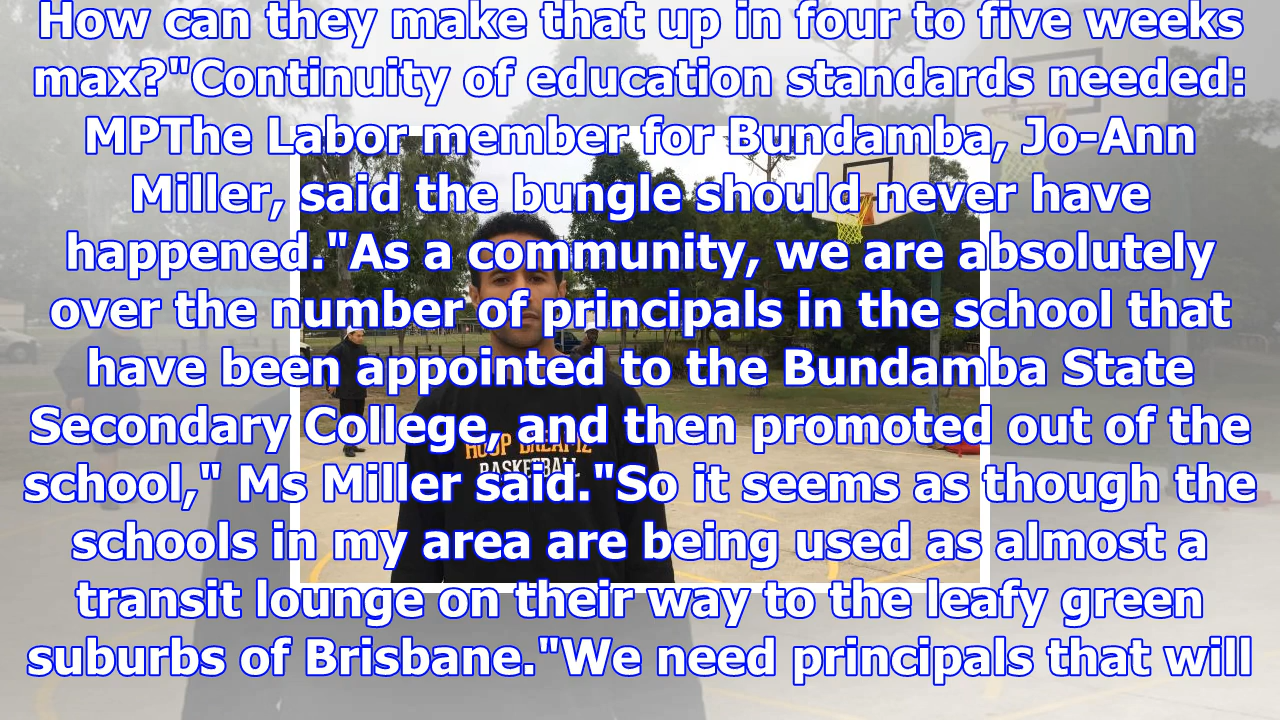 How can they make that up in four to five weeks
max?"Continuity of education standards needed:
MPThe Labor member for Bundamba, Jo-Ann
Miller, said the bungle should never have
happened."As a community, we are absolutely
over the number of principals in the school that
have been appointed to the Bundamba State
Secondary College, and then promoted out of the
school," Ms Miller said."So it seems as though the
schools in my area are being used as almost a
transit lounge on their way to the leafy green
suburbs of Brisbane."We need principals that will
HOOP DREAMZ
BASKETBALL